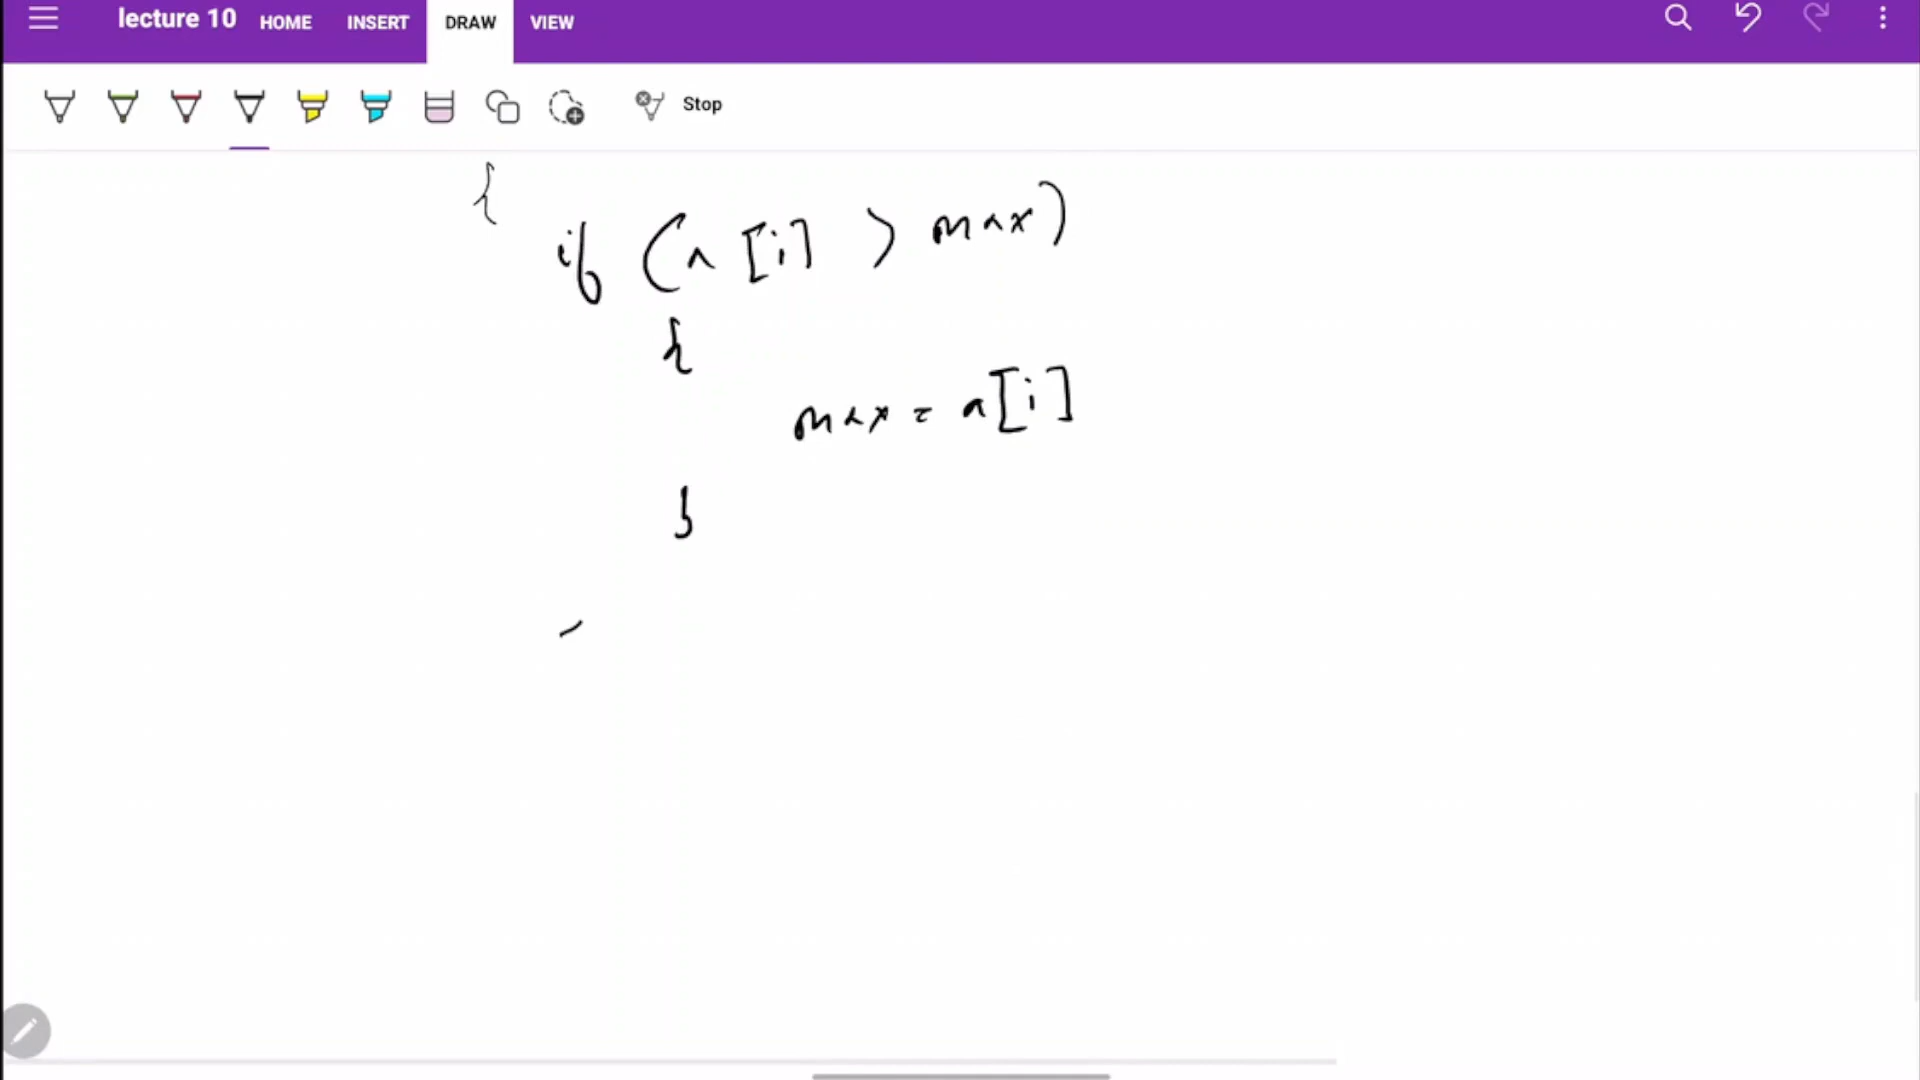 lecture 10 HOME INSERT DRAW VIEW
Stop
{
if (a [i] > max)
{
max = a[i]
}